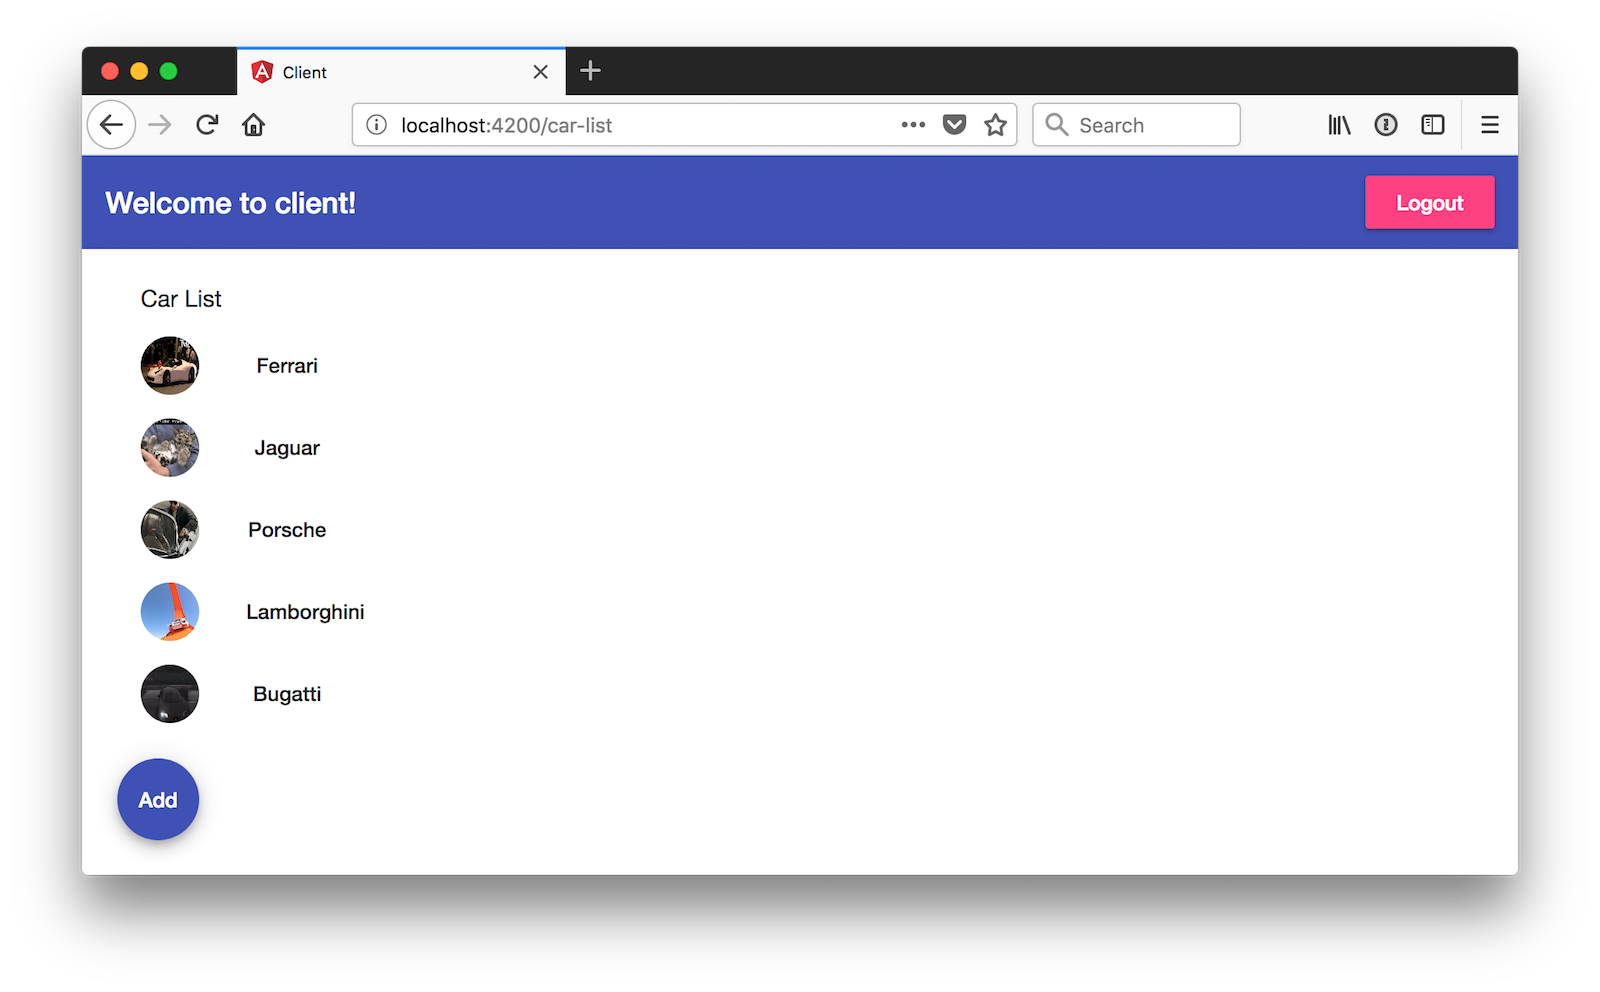 Client
localhost:4200/car-list
Search
Welcome to client!
Logout
Car List
Ferrari
Jaguar
Porsche
Lamborghini
Bugatti
Add